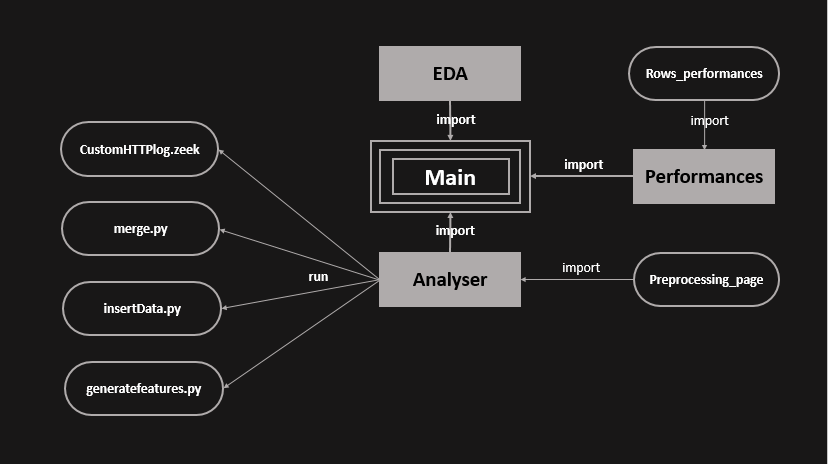 EDA
Rows_performances
import
import
CustomHTTPlog.zeek
Main
import
Performances
merge.py
import
run
Analyser
import
Preprocessing_page
insertData.py
generatefeatures.py